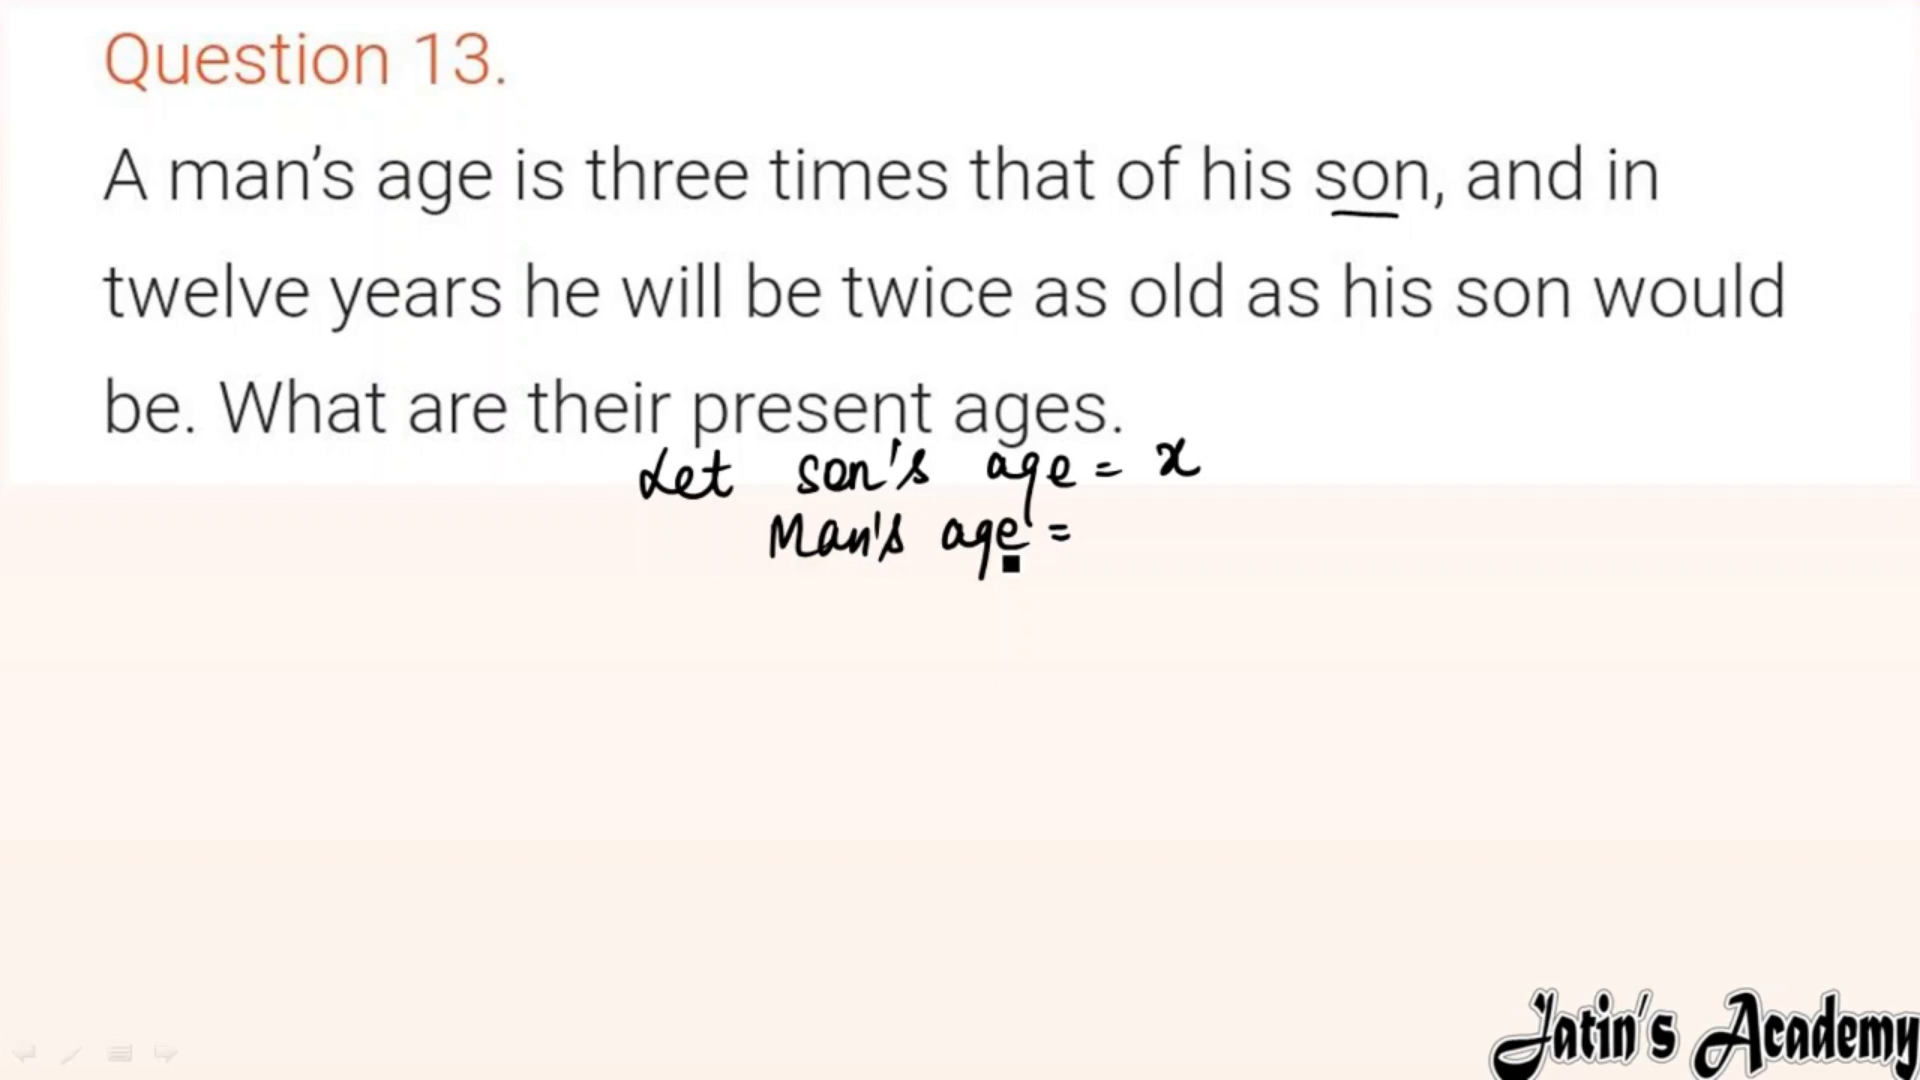 Question 13.
A man’s age is three times that of his son, and in
twelve years he will be twice as old as his son would
be. What are their present ages.
Let son's age = x
Man's age =
Jatin's Academy